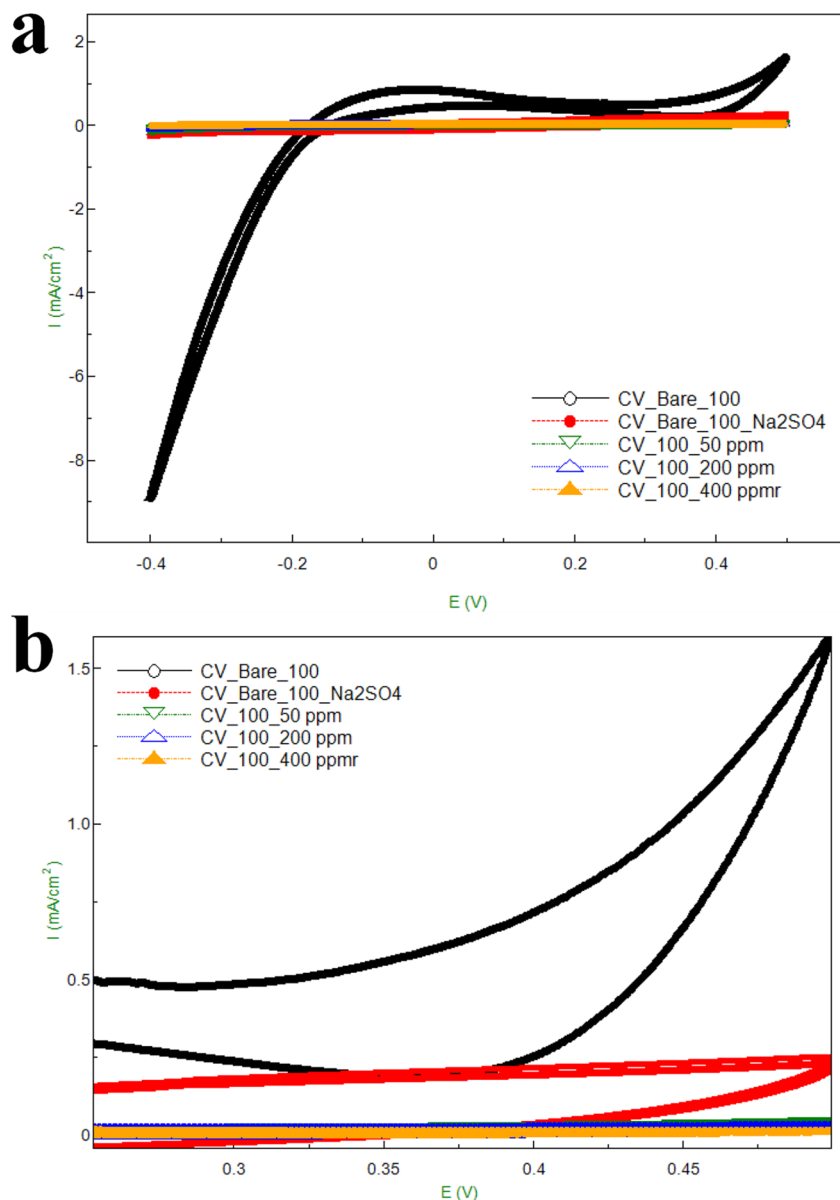 a
2
0
-2
-4
-6
-8
I (mA/cm2)
CV_Bare_100
CV_Bare_100_Na2SO4
CV_100_50 ppm
CV_100_200 ppm
CV_100_400 ppmr
-0.4 -0.2 0 0.2 0.4
E (V)
b
CV_Bare_100
CV_Bare_100_Na2SO4
CV_100_50 ppm
CV_100_200 ppm
CV_100_400 ppmr
1.5
1.0
0.5
0
I (mA/cm2)
0.3 0.35 0.4 0.45
E (V)